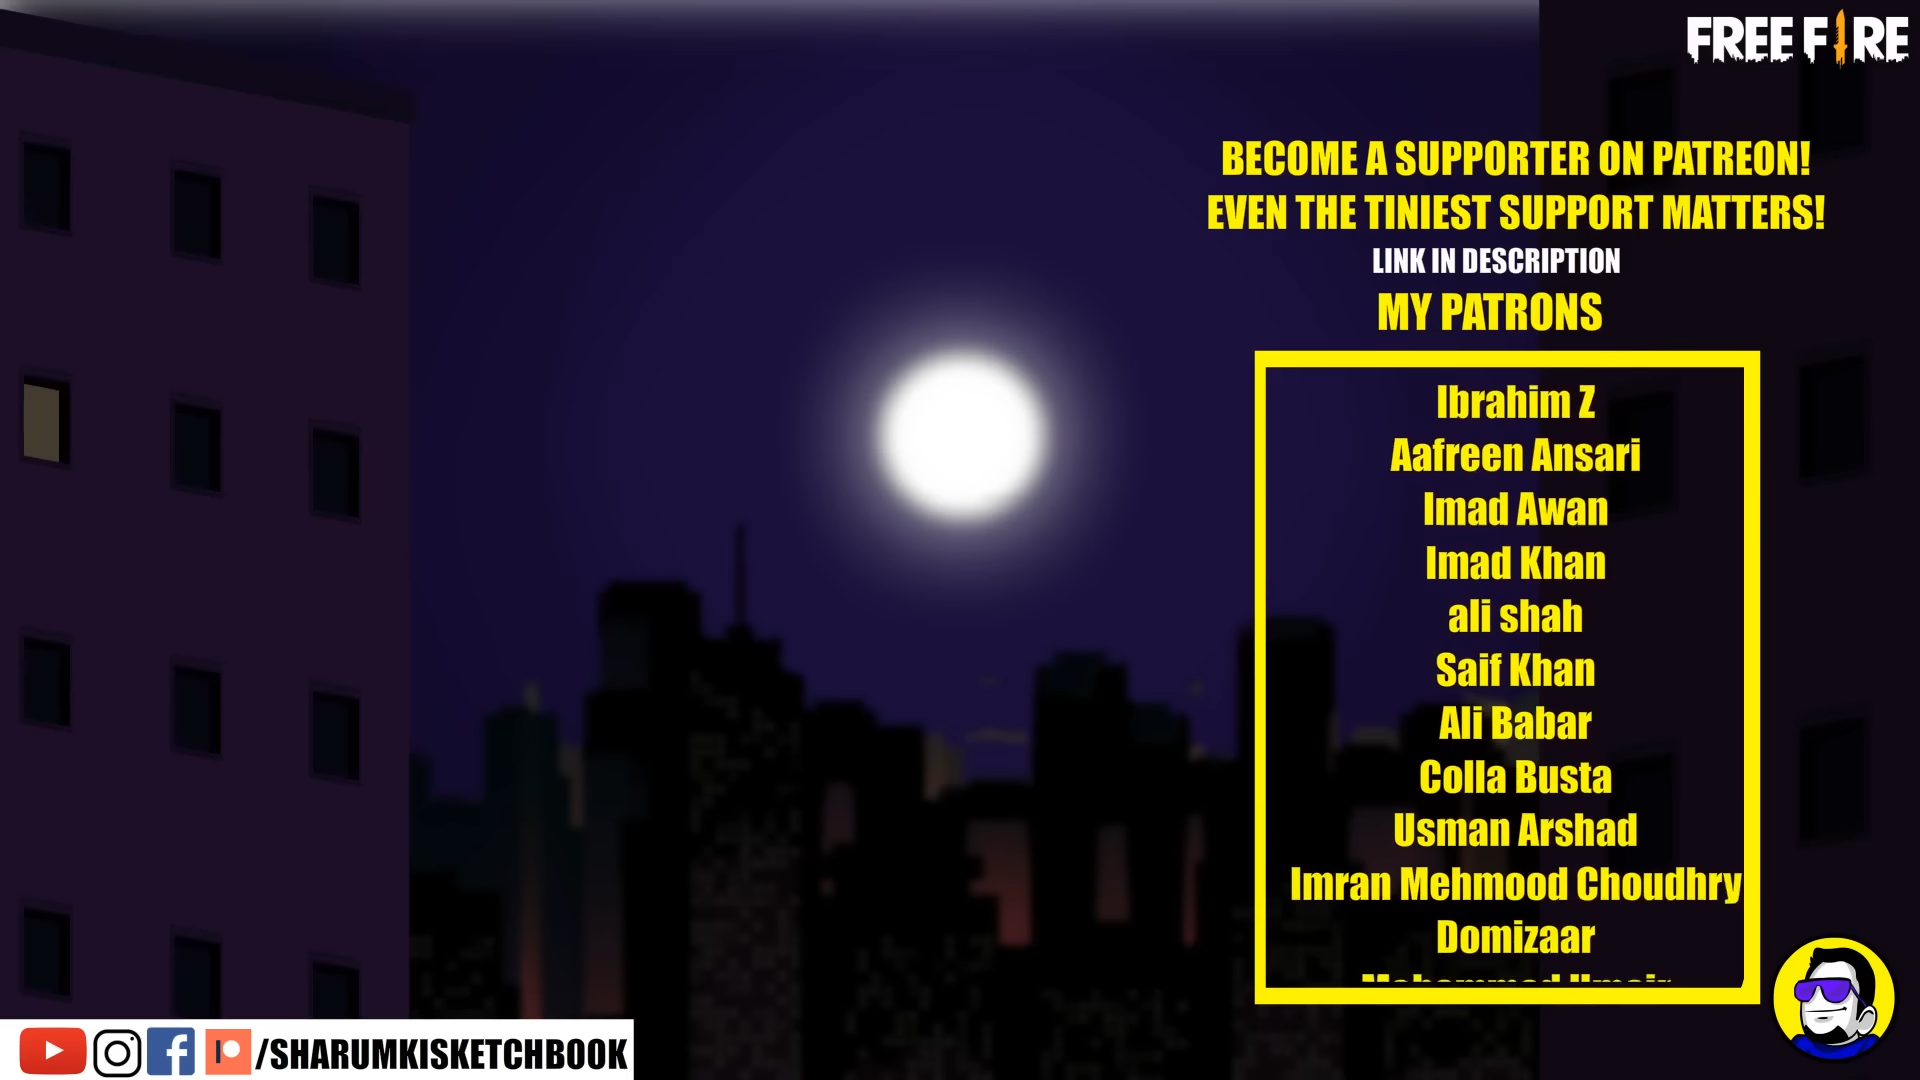 FREE FIRE
BECOME A SUPPORTER ON PATREON!
EVEN THE TINIEST SUPPORT MATTERS!
LINK IN DESCRIPTION
MY PATRONS
Ibrahim Z
Aafreen Ansari
Imad Awan
Imad Khan
ali shah
Saif Khan
Ali Babar
Colla Busta
Usman Arshad
Imran Mehmood Choudhry
Domizaar
/SHARUMKISKETCHBOOK